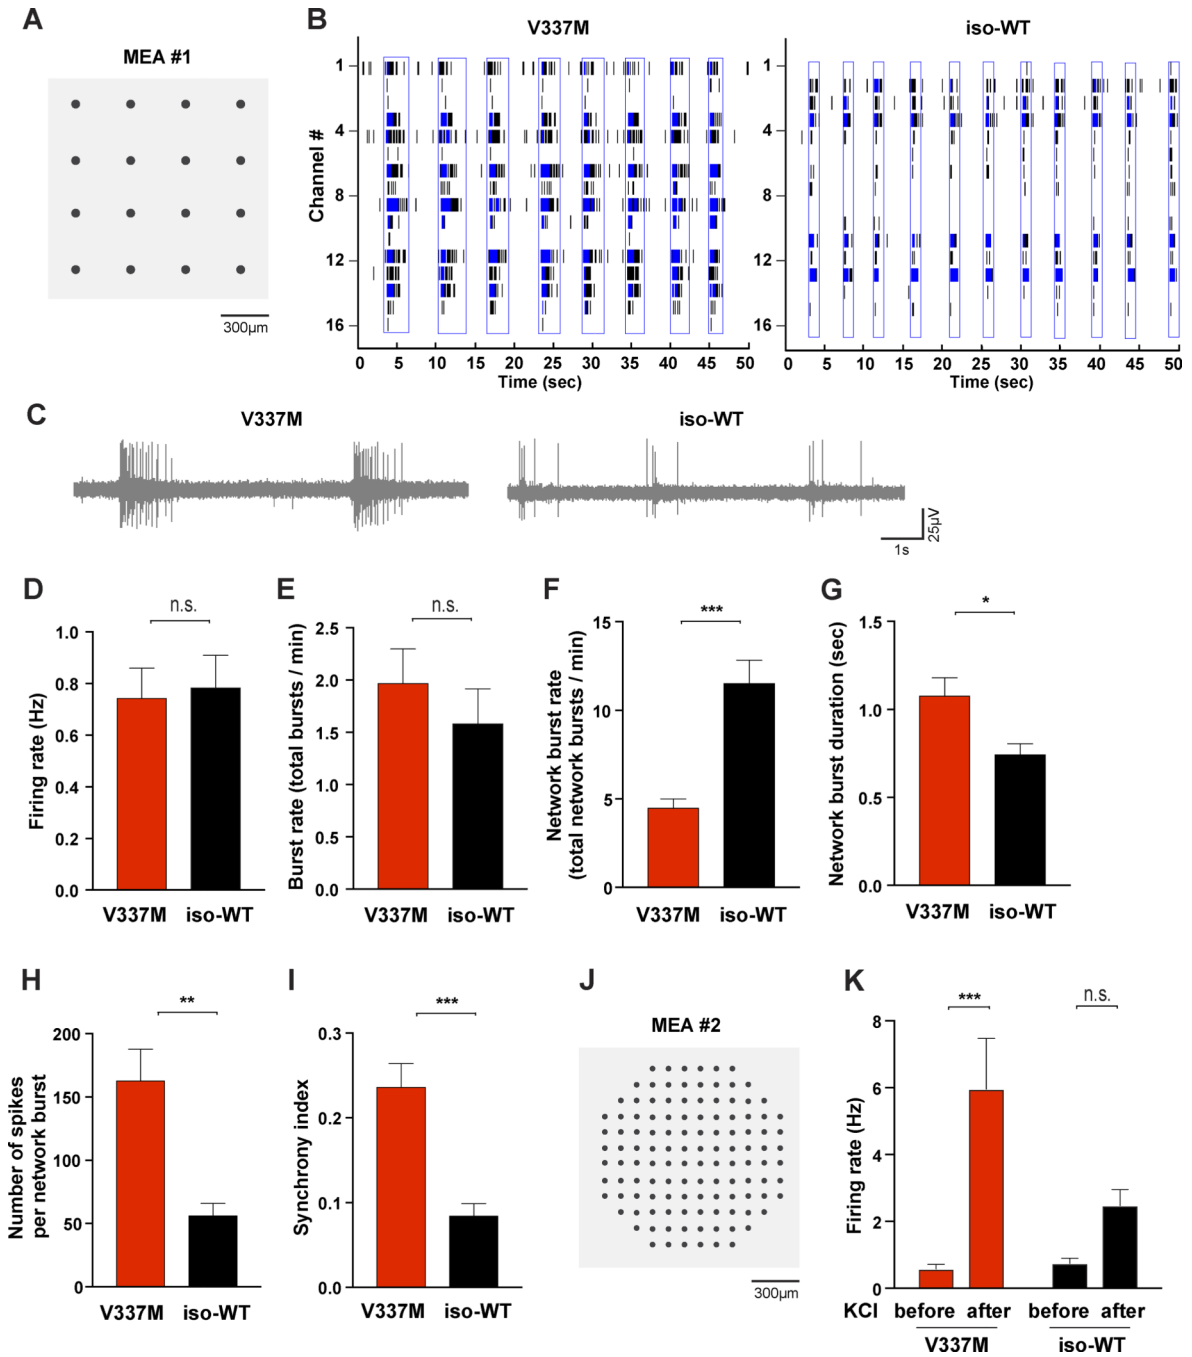 A
MEA #1
300µm
B
V337M
iso-WT
Channel #
1
4
8
12
16
0 5 10 15 20 25 30 35 40 45 50
Time (sec)
1
4
8
12
16
0 5 10 15 20 25 30 35 40 45 50
Time (sec)
C
V337M
iso-WT
25µV
1s
D
n.s.
Firing rate (Hz)
1.0
0.8
0.6
0.4
0.2
0.0
V337M iso-WT
E
n.s.
Burst rate (total bursts / min)
2.5
2.0
1.5
1.0
0.5
0.0
V337M iso-WT
F
***
Network burst rate
(total network bursts / min)
15
10
5
0
V337M iso-WT
G
*
Network burst duration (sec)
1.5
1.0
0.5
0.0
V337M iso-WT
H
**
Number of spikes
per network burst
200
150
100
50
0
V337M iso-WT
I
***
Synchrony index
0.3
0.2
0.1
0.0
V337M iso-WT
J
MEA #2
300µm
K
***
n.s.
Firing rate (Hz)
8
6
4
2
0
KCl before after before after
V337M iso-WT